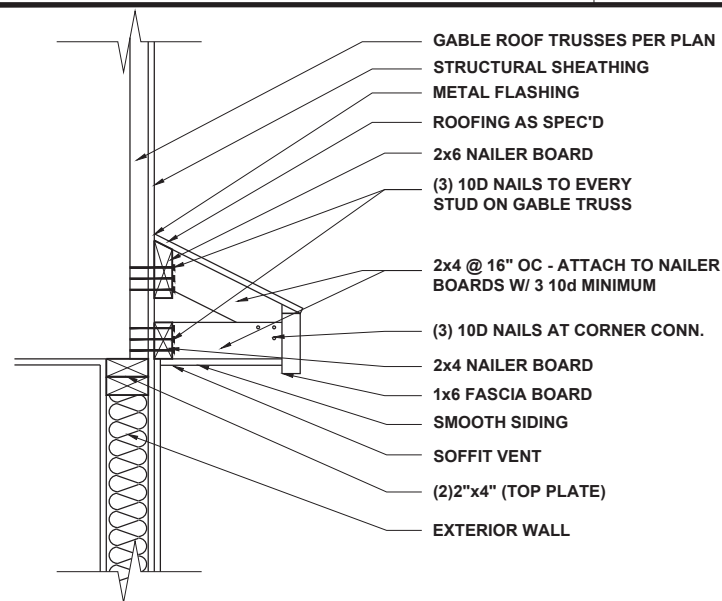 GABLE ROOF TRUSSES PER PLAN
STRUCTURAL SHEATHING
METAL FLASHING
ROOFING AS SPEC'D
2x6 NAILER BOARD
(3) 10D NAILS TO EVERY
STUD ON GABLE TRUSS
2x4 @ 16" OC - ATTACH TO NAILER
BOARDS W/ 3 10d MINIMUM
(3) 10D NAILS AT CORNER CONN.
2x4 NAILER BOARD
1x6 FASCIA BOARD
SMOOTH SIDING
SOFFIT VENT
(2)2"x4" (TOP PLATE)
EXTERIOR WALL